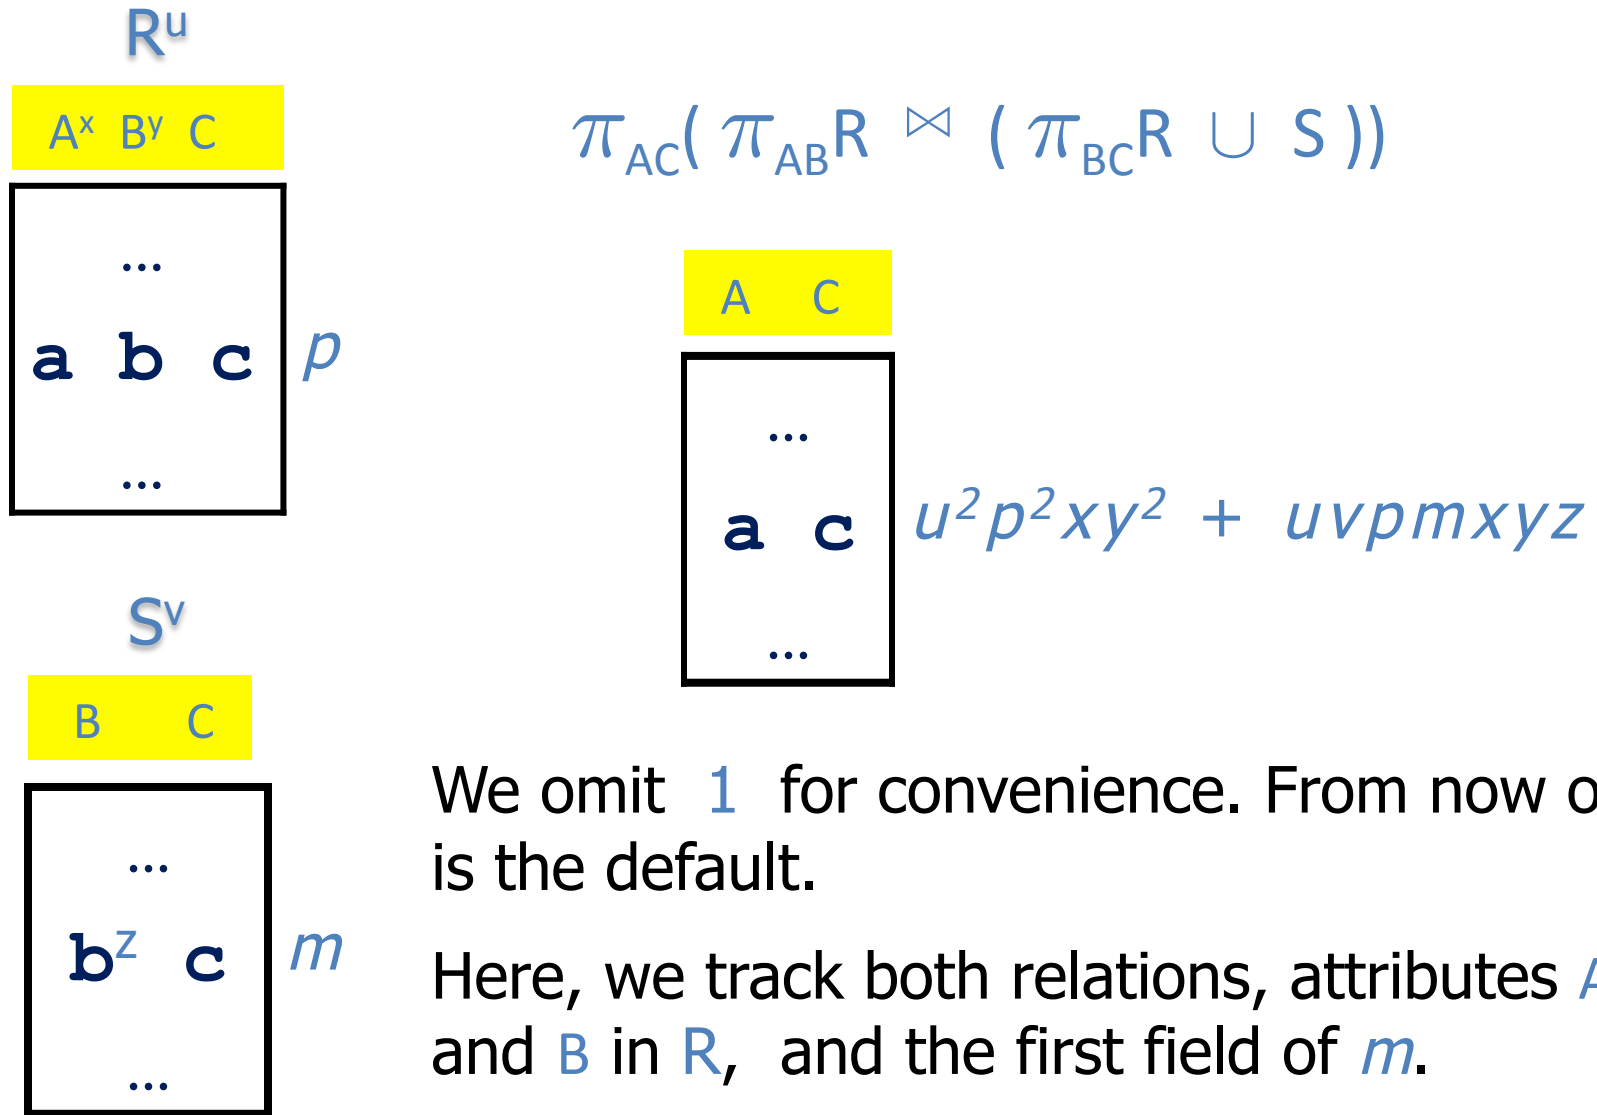 Rᵘ
Aˣ Bʸ C
...
a b c p
...
π_AC( π_AB R ⋈ ( π_BC R ∪ S ))
A C
...
a c u²p²xy² + uvpmxyz
...
Sᵛ
B C
...
bᶻ c m
...
We omit 1 for convenience. From now
is the default.
Here, we track both relations, attributes A
and B in R, and the first field of m.